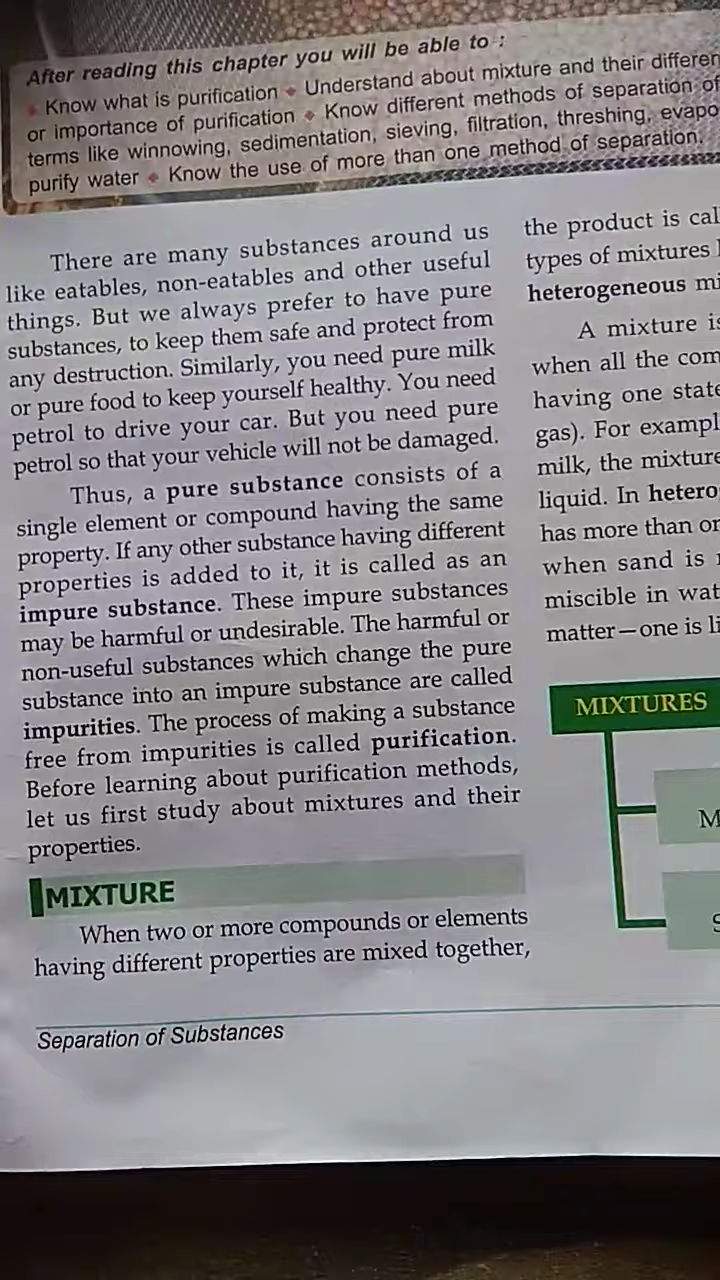 After reading this chapter you will be able to :
Know what is purification • Understand about mixture and their
or importance of purification • Know different methods of separation of
terms like winnowing, sedimentation, sieving, filtration, threshing,
purify water • Know the use of more than one method of separation.
There are many substances around us
like eatables, non-eatables and other useful
things. But we always prefer to have pure
substances, to keep them safe and protect from
any destruction. Similarly, you need pure milk
or pure food to keep yourself healthy. You need
petrol to drive your car. But you need pure
petrol so that your vehicle will not be damaged.
Thus, a pure substance consists of a
single element or compound having the same
property. If any other substance having different
properties is added to it, it is called as an
impure substance. These impure substances
may be harmful or undesirable. The harmful or
non-useful substances which change the pure
substance into an impure substance are called
impurities. The process of making a substance
free from impurities is called purification.
Before learning about purification methods,
let us first study about mixtures and their
properties.
MIXTURE
When two or more compounds or elements
having different properties are mixed together,
the product is
types of mixtures
heterogeneous
A mixture is
when all the
having one state
gas). For
milk, the mixture
liquid. In
has more than
when sand is
miscible in
matter—one is
MIXTURES
Separation of Substances